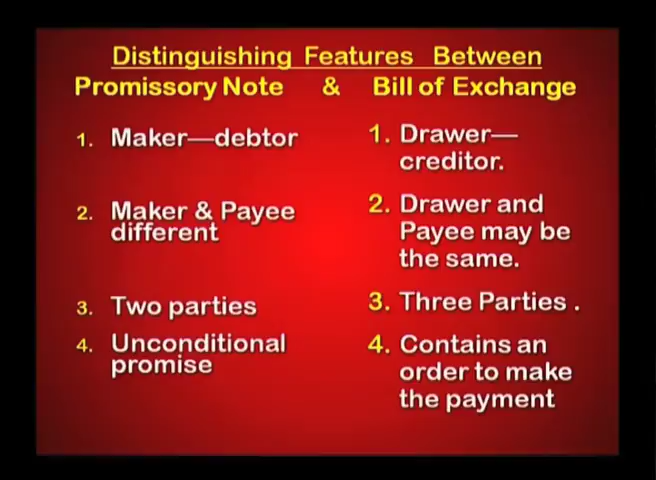 Distinguishing Features Between
Promissory Note & Bill of Exchange
1. Maker—debtor
2. Maker & Payee
different
3. Two parties
4. Unconditional
promise
1. Drawer—
creditor.
2. Drawer and
Payee may be
the same.
3. Three Parties .
4. Contains an
order to make
the payment